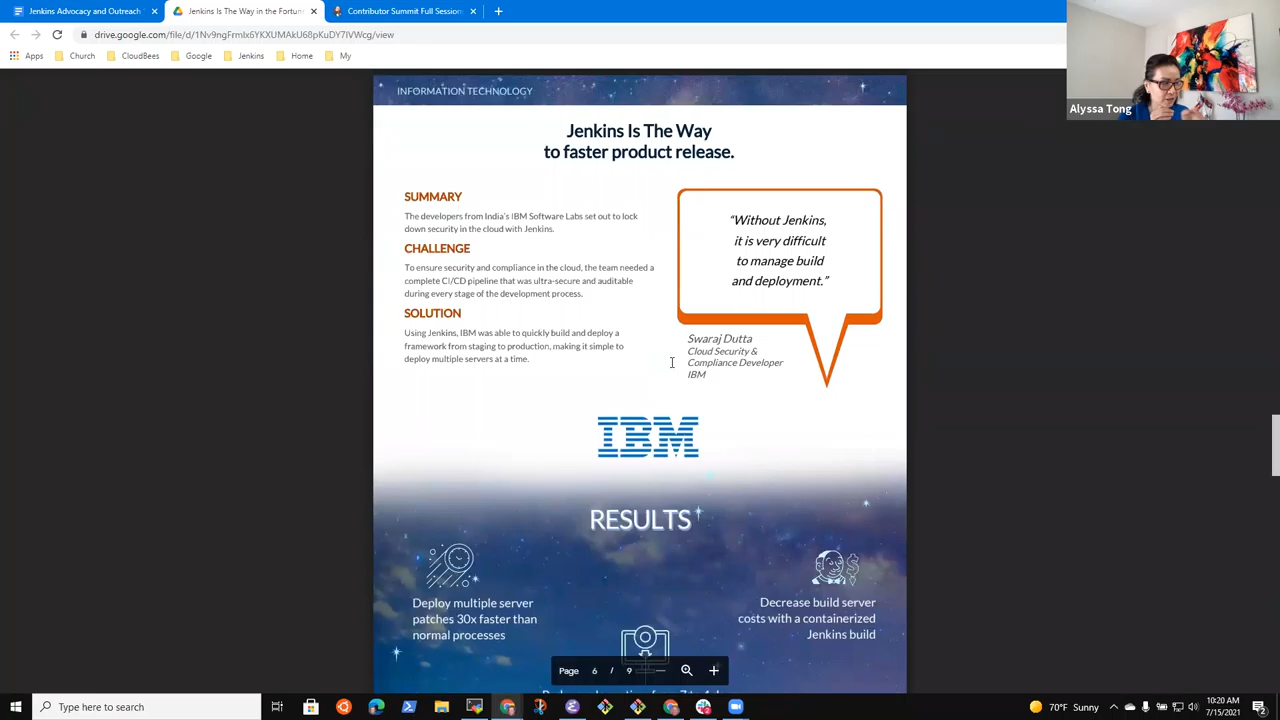 Jenkins Advocacy and Outreach
Jenkins Is The Way in the Fortune
Contributor Summit Full Session
drive.google.com/file/d/1Nv9ngFrmIx6YKXUMAkU68pKuDY7IVWcg/view
Apps
Church
CloudBees
Google
Jenkins
Home
My
Alyssa Tong
INFORMATION TECHNOLOGY
Jenkins Is The Way
to faster product release.
SUMMARY
The developers from India's IBM Software Labs set out to lock
down security in the cloud with Jenkins.
CHALLENGE
To ensure security and compliance in the cloud, the team needed a
complete CI/CD pipeline that was ultra-secure and auditable
during every stage of the development process.
SOLUTION
Using Jenkins, IBM was able to quickly build and deploy a
framework from staging to production, making it simple to
deploy multiple servers at a time.
“Without Jenkins,
it is very difficult
to manage build
and deployment.”
Swaraj Dutta
Cloud Security &
Compliance Developer
IBM
IBM
RESULTS
Deploy multiple server
patches 30x faster than
normal processes
Decrease build server
costs with a containerized
Jenkins build
Page 6 / 9
Type here to search
70°F Sunny
10:20 AM
7/15/2021
2